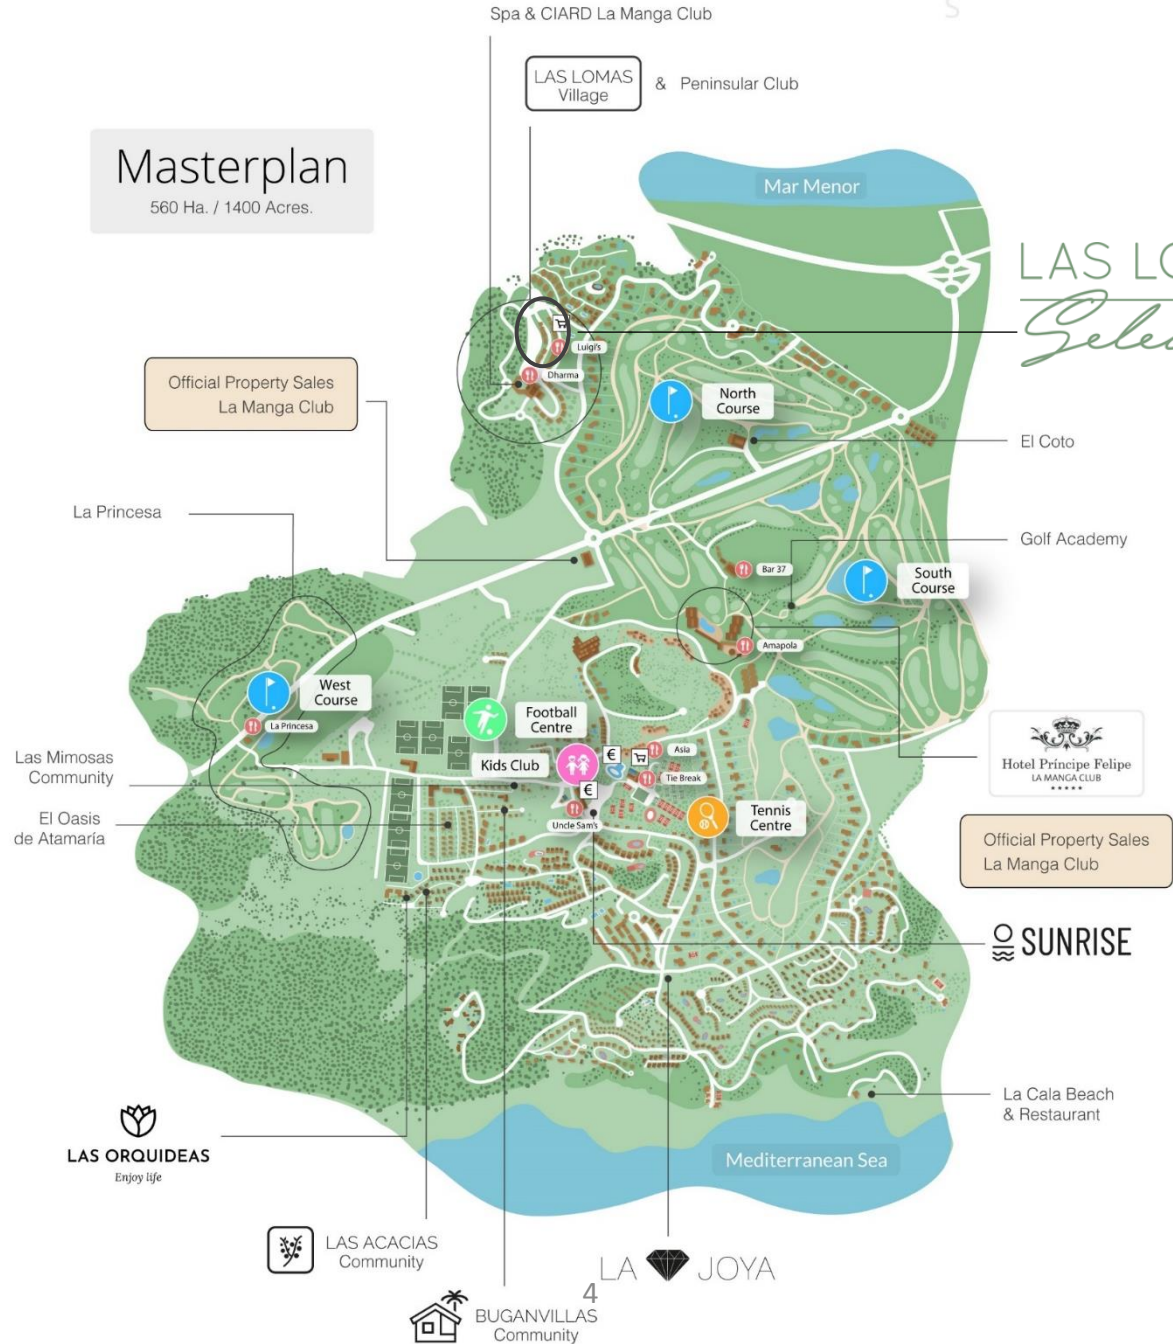 Spa & CIARD La Manga Club
S
LAS LOMAS
Village
& Peninsular Club
Masterplan
560 Ha. / 1400 Acres.
Mar Menor
LAS LO
Selec
Luigi's
Dharma
Official Property Sales
La Manga Club
North
Course
El Coto
La Princesa
Golf Academy
Bar 37
South
Course
Amapola
West
Course
La Princesa
Football
Centre
Hotel Príncipe Felipe
LA MANGA CLUB
Las Mimosas
Community
Kids Club
€
Asia
Tie Break
€
Uncle Sam's
Tennis
Centre
El Oasis
de Atamaría
Official Property Sales
La Manga Club
SUNRISE
La Cala Beach
& Restaurant
LAS ORQUIDEAS
Enjoy life
Mediterranean Sea
LAS ACACIAS
Community
LA JOYA
4
BUGANVILLAS
Community